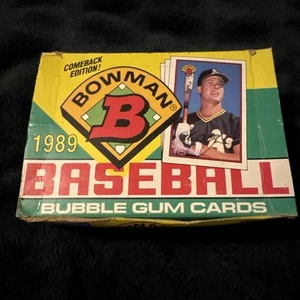 COMEBACK
EDITION!
BOWMAN
B
1989
BASEBALL
BUBBLE GUM CARDS